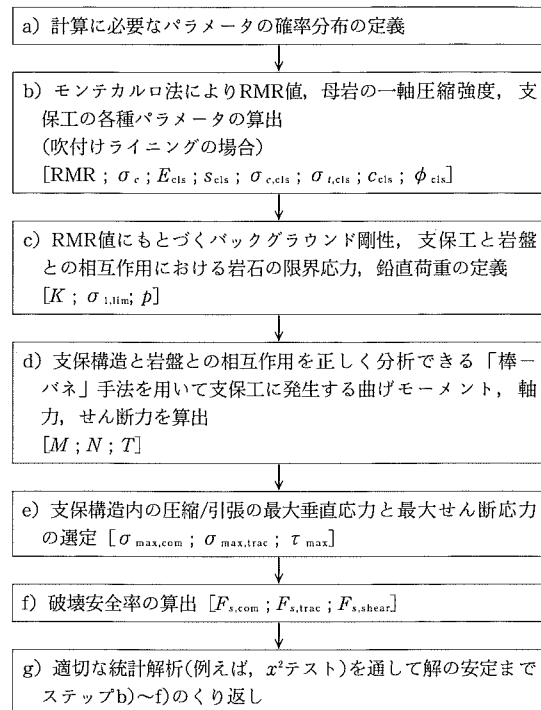 a) 計算に必要なパラメータの確率分布の定義
b) モンテカルロ法によりRMR値，母岩の一軸圧縮強度，支
保工の各種パラメータの算出
(吹付けライニングの場合)
[RMR ; σc ; Ecls ; scls ; σc,cls ; σt,cls ; ccls ; φcls]
c) RMR値にもとづくバックグラウンド剛性，支保工と岩盤
との相互作用における岩石の限界応力，鉛直荷重の定義
[K ; σ1,lim ; p]
d) 支保構造と岩盤との相互作用を正しく分析できる「棒－
バネ」手法を用いて支保工に発生する曲げモーメント，軸
力，せん断力を算出
[M ; N ; T]
e) 支保構造内の圧縮/引張の最大垂直応力と最大せん断応力
の選定 [σmax,com ; σmax,trac ; τmax]
f) 破壊安全率の算出 [Fs,com ; Fs,trac ; Fs,shear]
g) 適切な統計解析(例えば，x²テスト)を通して解の安定まで
ステップb)～f)のくり返し